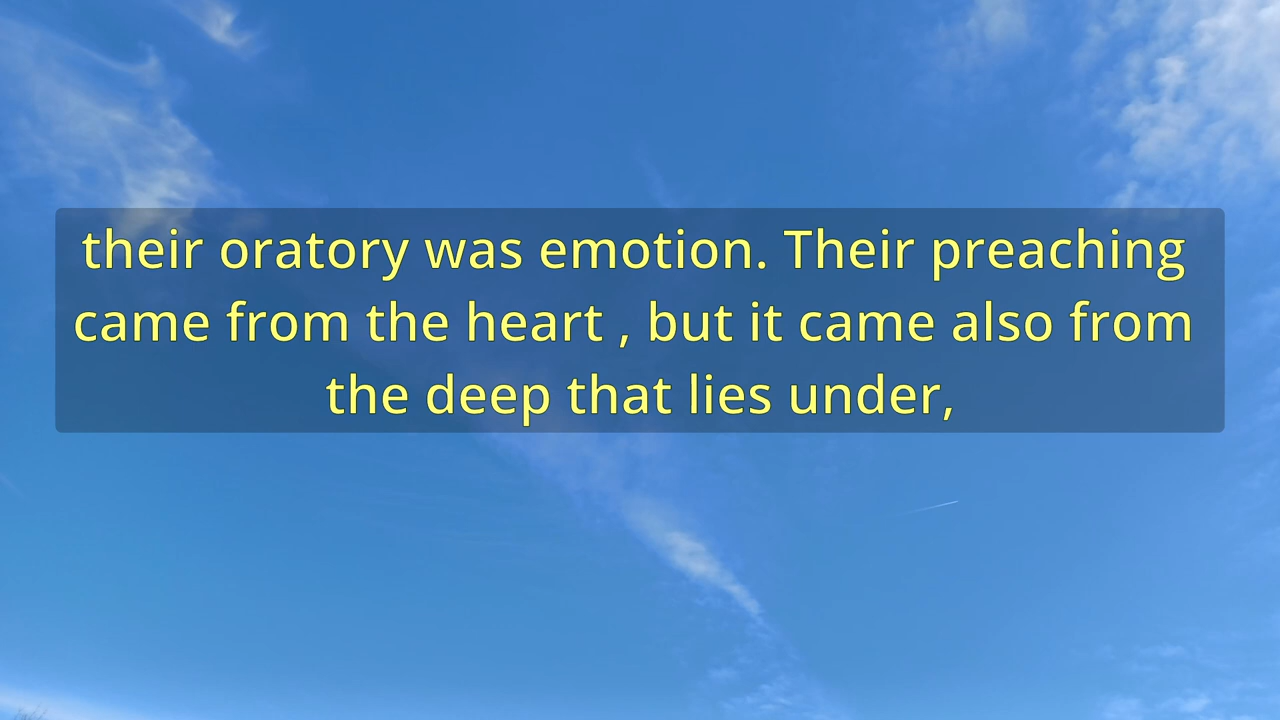 their oratory was emotion. Their preaching
came from the heart , but it came also from
the deep that lies under,